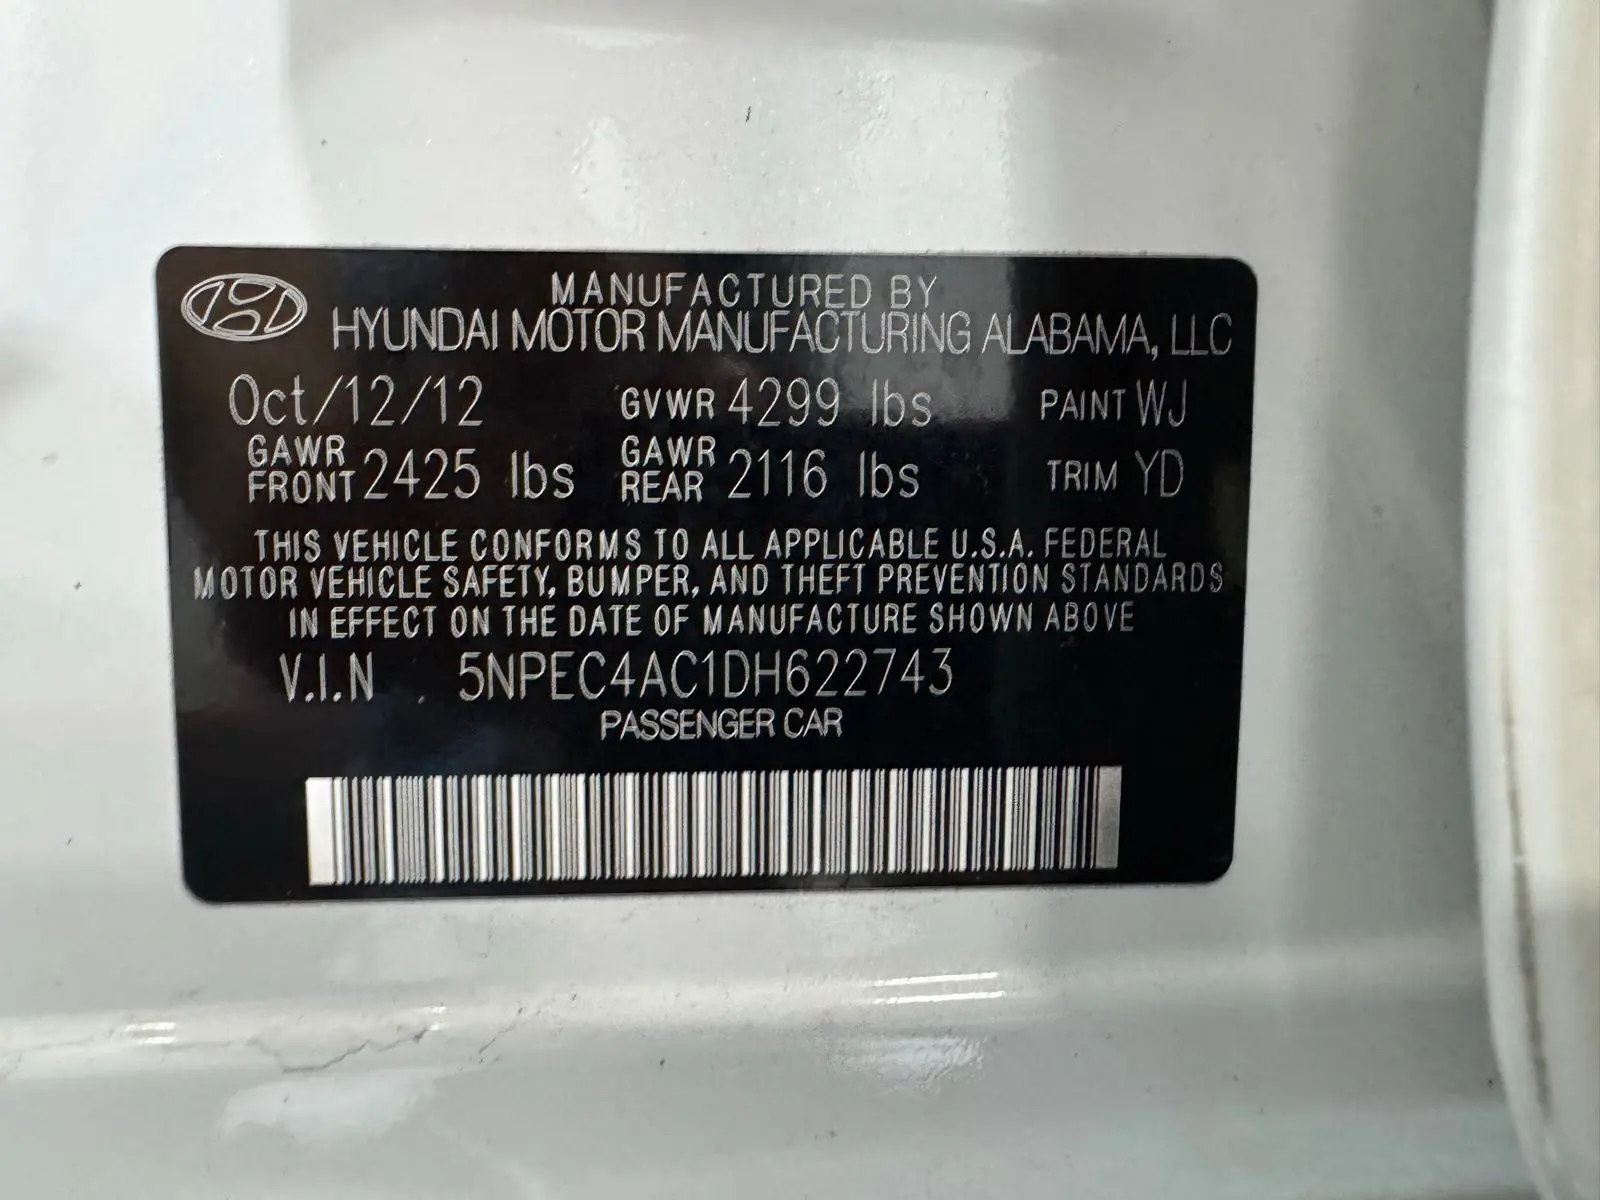 MANUFACTURED BY
HYUNDAI MOTOR MANUFACTURING ALABAMA, LLC
Oct/12/12 GVWR 4299 lbs PAINT WJ
GAWR FRONT 2425 lbs GAWR REAR 2116 lbs TRIM YD
THIS VEHICLE CONFORMS TO ALL APPLICABLE U.S.A. FEDERAL
MOTOR VEHICLE SAFETY, BUMPER, AND THEFT PREVENTION STANDARDS
IN EFFECT ON THE DATE OF MANUFACTURE SHOWN ABOVE
V.I.N . 5NPEC4AC1DH622743
PASSENGER CAR